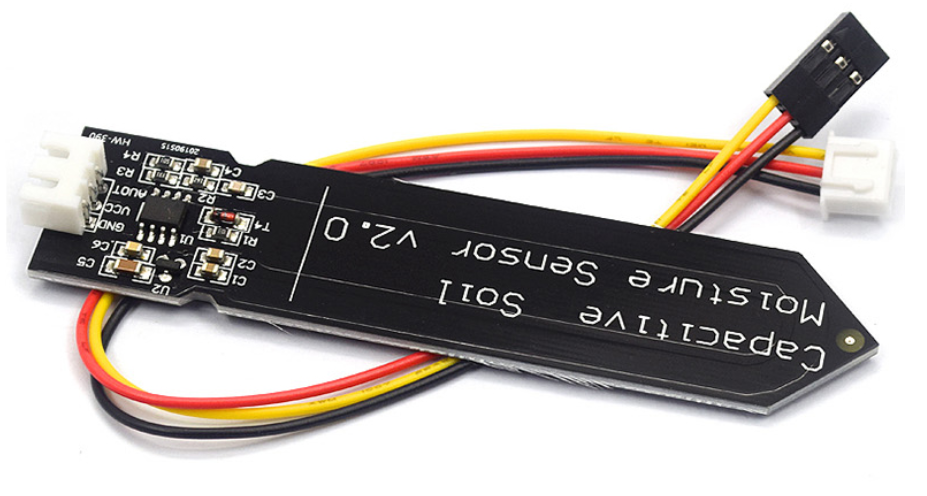 Capacitive Soil
Moisture Sensor v2.0
C1
C2
R1
T4
C3
C4
R2
U1
U2
C5
C6
GND
VCC
AUOT
R3
R4
20190515
HW-390